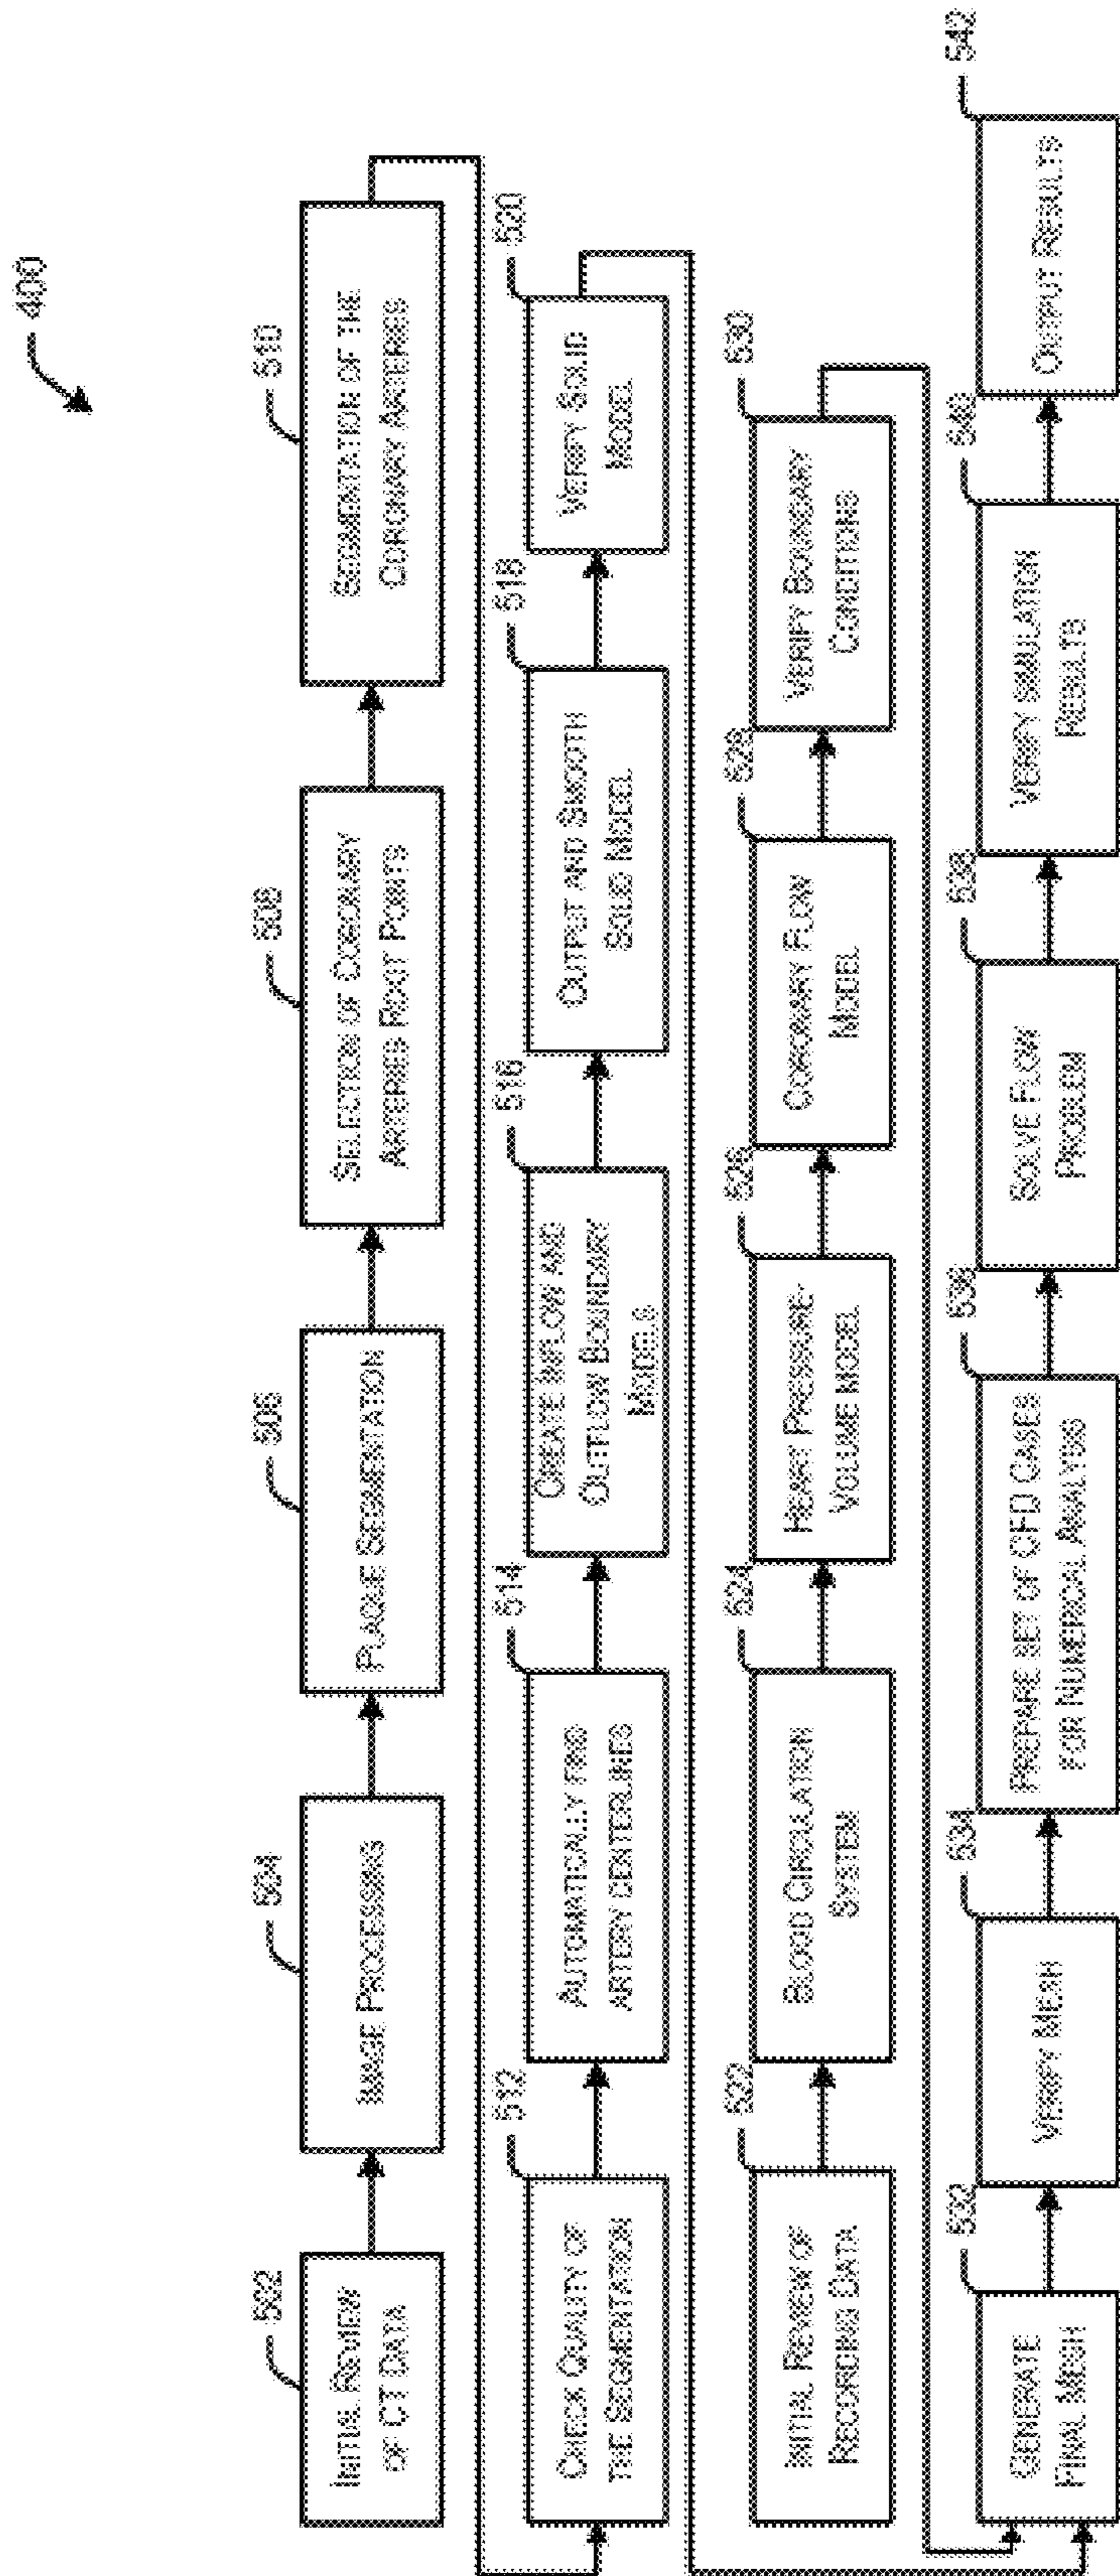 400
502
INITIAL REVIEW
OF CT DATA
504
IMAGE PROCESSING
506
PLAQUE SEGMENTATION
508
SELECTION OF CORONARY
ARTERIES ROOT POINTS
510
SEGMENTATION OF THE
CORONARY ARTERIES
512
CHECK QUALITY OF
THE SEGMENTATION
514
AUTOMATICALLY FIND
ARTERY CENTERLINES
516
CREATE INFLOW AND
OUTFLOW BOUNDARY
MODELS
518
OUTPUT AND SMOOTH
SOLID MODEL
520
VERIFY SOLID
MODEL
522
INITIAL REVIEW OF
RECORDING DATA
524
BLOOD CIRCULATION
SYSTEM
526
HEART PRESSURE-
VOLUME MODEL
528
CORONARY FLOW
MODEL
530
VERIFY BOUNDARY
CONDITIONS
532
GENERATE
FINAL MESH
534
VERIFY MESH
536
PREPARE SET OF CFD CASES
FOR NUMERICAL ANALYSIS
538
SOLVE FLOW
PROBLEM
540
VERIFY SIMULATION
RESULTS
542
OUTPUT RESULTS